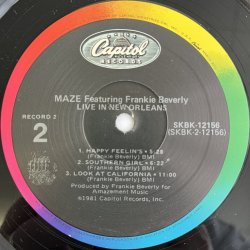 Capitol
RECORDS
MAZE Featuring Frankie Beverly
LIVE IN NEW ORLEANS
RECORD 2
2
SKBK-12156
(SKBK-2-12156)
1. HAPPY FEELIN'S • 5:28
(Frankie Beverly) BMI
2. SOUTHERN GIRL • 6:22
(Frankie Beverly) BMI
3. LOOK AT CALIFORNIA • 11:00
(Frankie Beverly) BMI
Produced by Frankie Beverly for
Amazement Music
©1981 Capitol Records, Inc.